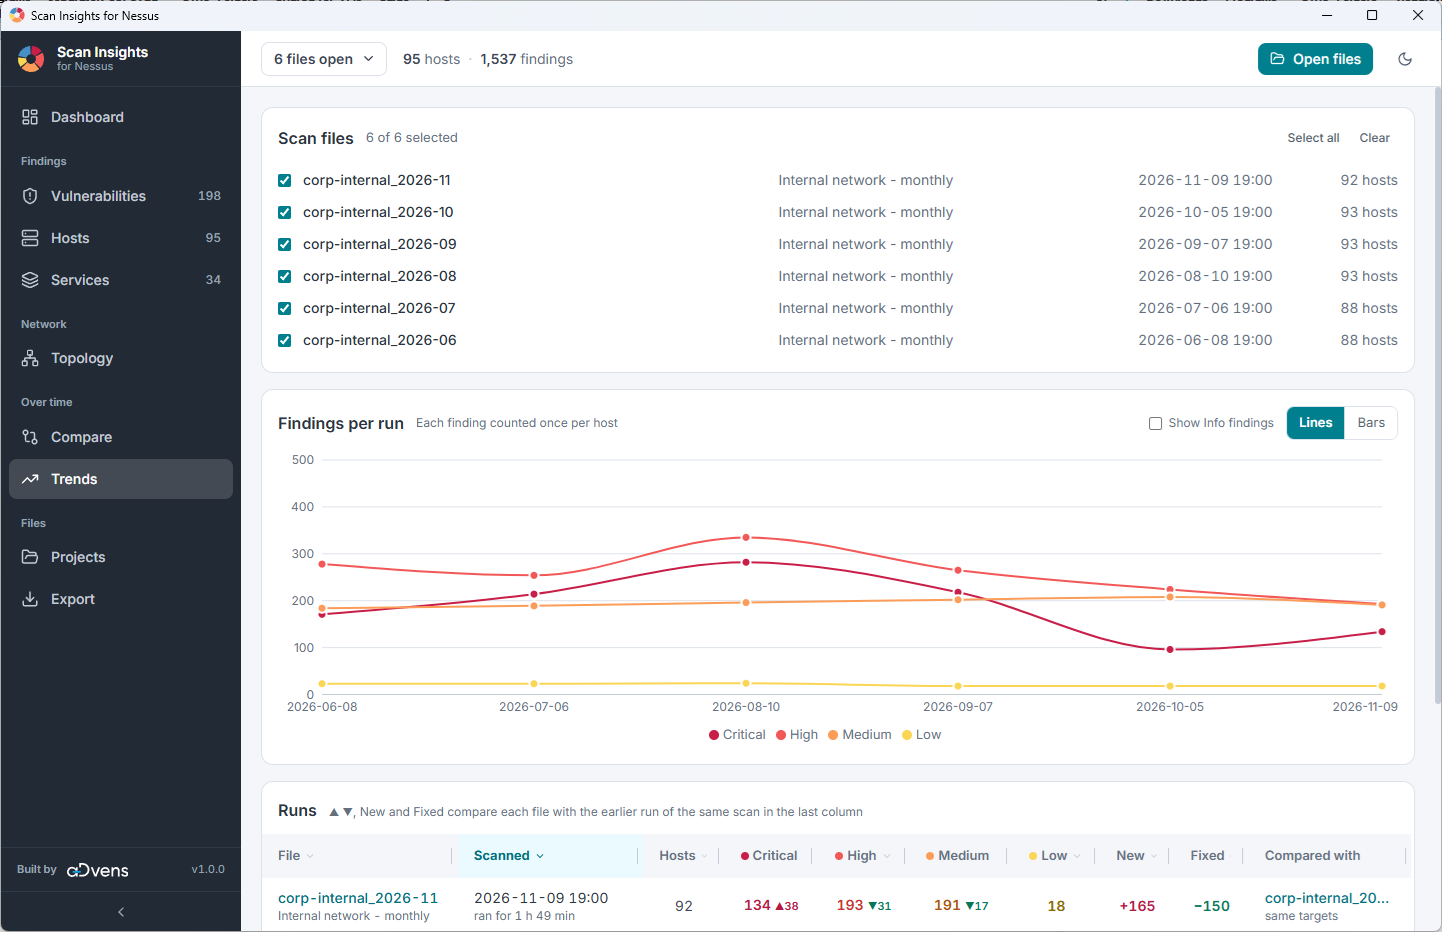 Scan Insights for Nessus
Scan Insights
for Nessus
6 files open
95 hosts · 1,537 findings
Open files
Dashboard
Findings
Vulnerabilities 198
Hosts 95
Services 34
Network
Topology
Over time
Compare
Trends
Files
Projects
Export
Built by aDvens v1.0.0
Scan files 6 of 6 selected Select all Clear
corp-internal_2026-11 Internal network - monthly 2026-11-09 19:00 92 hosts
corp-internal_2026-10 Internal network - monthly 2026-10-05 19:00 93 hosts
corp-internal_2026-09 Internal network - monthly 2026-09-07 19:00 93 hosts
corp-internal_2026-08 Internal network - monthly 2026-08-10 19:00 93 hosts
corp-internal_2026-07 Internal network - monthly 2026-07-06 19:00 88 hosts
corp-internal_2026-06 Internal network - monthly 2026-06-08 19:00 88 hosts
Findings per run Each finding counted once per host Show Info findings Lines Bars
500
400
300
200
100
0
2026-06-08 2026-07-06 2026-08-10 2026-09-07 2026-10-05 2026-11-09
Critical High Medium Low
Runs ▲▼, New and Fixed compare each file with the earlier run of the same scan in the last column
File Scanned Hosts Critical High Medium Low New Fixed Compared with
corp-internal_2026-11 2026-11-09 19:00 92 134 ▲38 193 ▼31 191 ▼17 18 +165 −150 corp-internal_20...
Internal network - monthly ran for 1 h 49 min same targets